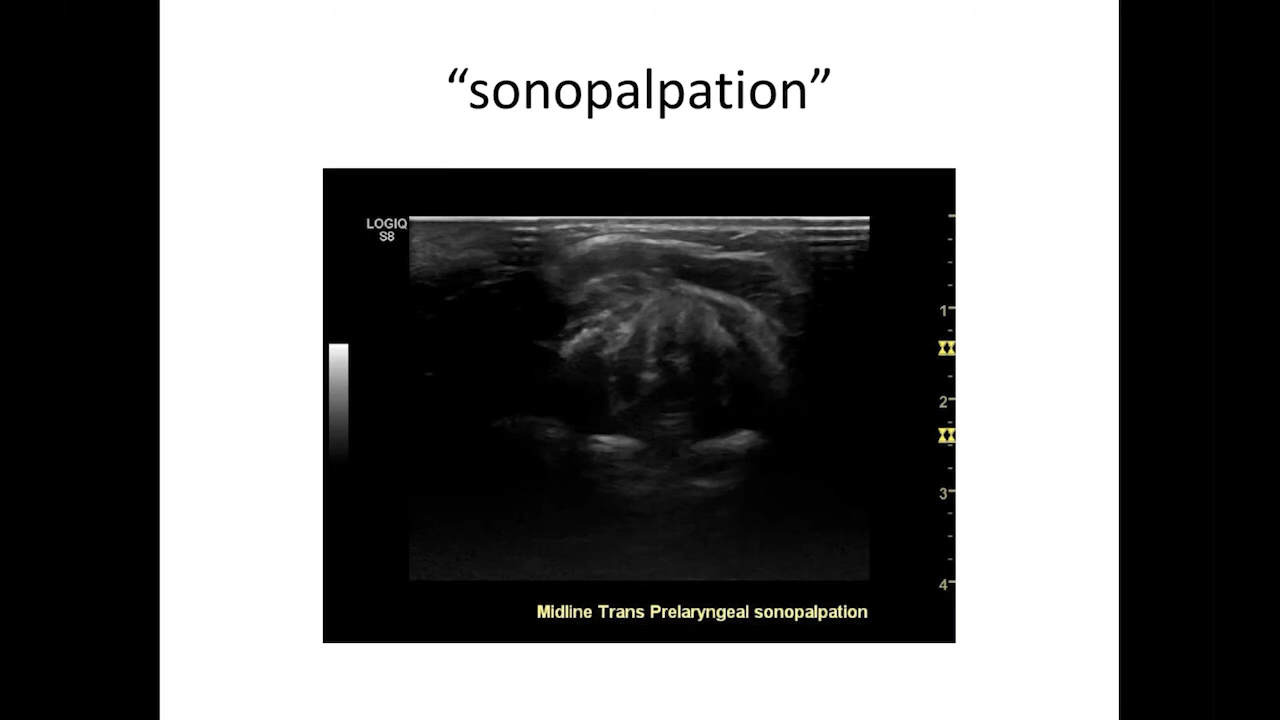 “sonopalpation”
LOGIQ
S8
1
2
3
4
Midline Trans Prelaryngeal sonopalpation